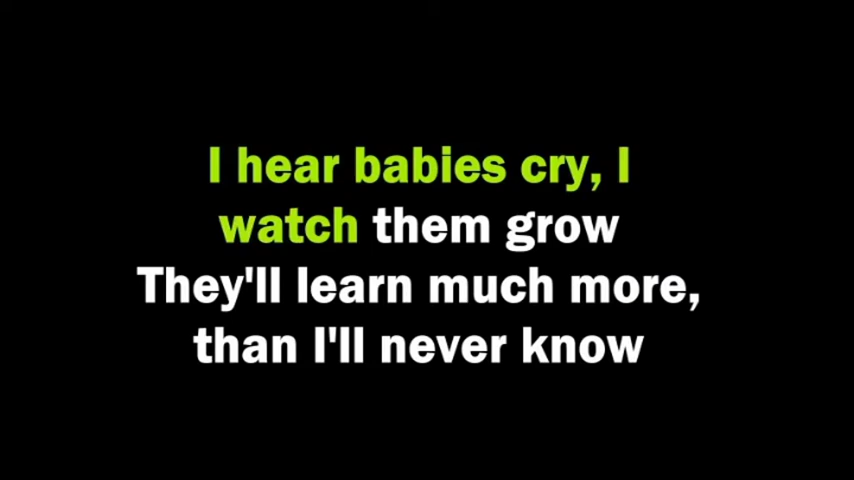 I hear babies cry, I
watch them grow
They'll learn much more,
than I'll never know